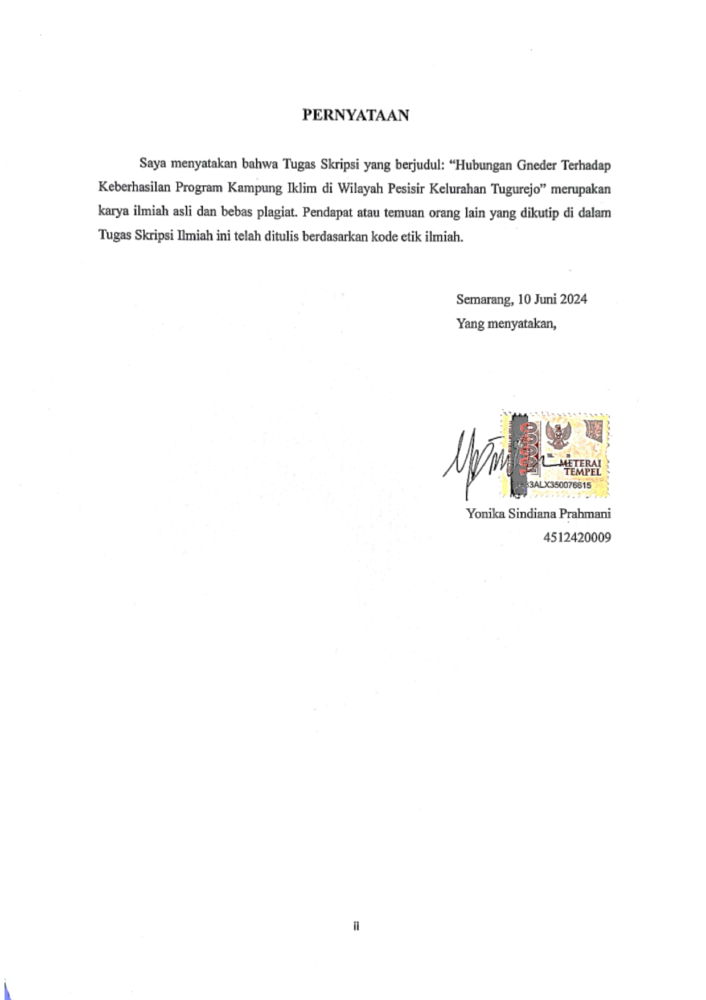 PERNYATAAN
Saya menyatakan bahwa Tugas Skripsi yang berjudul: “Hubungan Gneder Terhadap
Keberhasilan Program Kampung Iklim di Wilayah Pesisir Kelurahan Tugurejo” merupakan
karya ilmiah asli dan bebas plagiat. Pendapat atau temuan orang lain yang dikutip di dalam
Tugas Skripsi Ilmiah ini telah ditulis berdasarkan kode etik ilmiah.
Semarang, 10 Juni 2024
Yang menyatakan,
10000
METERAI
TEMPEL
83ALX350076615
Yonika Sindiana Prahmani
4512420009
ii